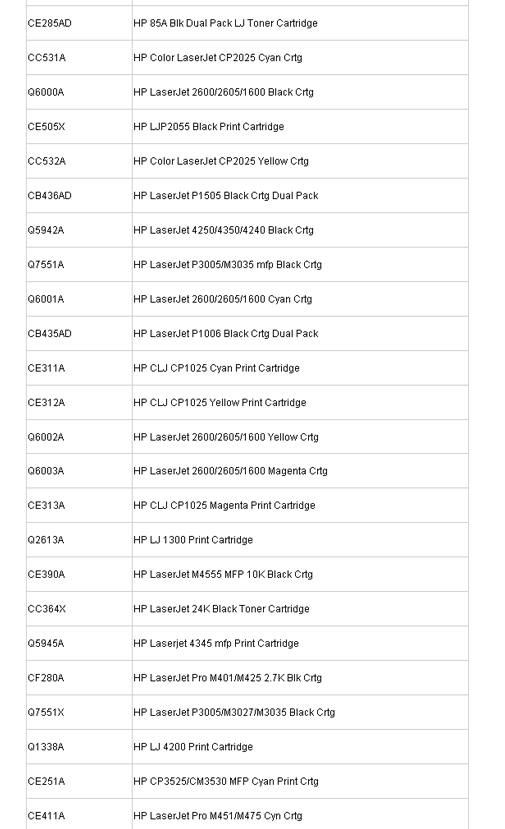 CE285AD HP 85A Blk Dual Pack LJ Toner Cartridge
CC531A HP Color LaserJet CP2025 Cyan Crtg
Q6000A HP LaserJet 2600/2605/1600 Black Crtg
CE505X HP LJP2055 Black Print Cartridge
CC532A HP Color LaserJet CP2025 Yellow Crtg
CB436AD HP LaserJet P1505 Black Crtg Dual Pack
Q5942A HP LaserJet 4250/4350/4240 Black Crtg
Q7551A HP LaserJet P3005/M3035 mfp Black Crtg
Q6001A HP LaserJet 2600/2605/1600 Cyan Crtg
CB435AD HP LaserJet P1006 Black Crtg Dual Pack
CE311A HP CLJ CP1025 Cyan Print Cartridge
CE312A HP CLJ CP1025 Yellow Print Cartridge
Q6002A HP LaserJet 2600/2605/1600 Yellow Crtg
Q6003A HP LaserJet 2600/2605/1600 Magenta Crtg
CE313A HP CLJ CP1025 Magenta Print Cartridge
Q2613A HP LJ 1300 Print Cartridge
CE390A HP LaserJet M4555 MFP 10K Black Crtg
CC364X HP LaserJet 24K Black Toner Cartridge
Q5945A HP Laserjet 4345 mfp Print Cartridge
CF280A HP LaserJet Pro M401/M425 2.7K Blk Crtg
Q7551X HP LaserJet P3005/M3027/M3035 Black Crtg
Q1338A HP LJ 4200 Print Cartridge
CE251A HP CP3525/CM3530 MFP Cyan Print Crtg
CE411A HP LaserJet Pro M451/M475 Cyn Crtg